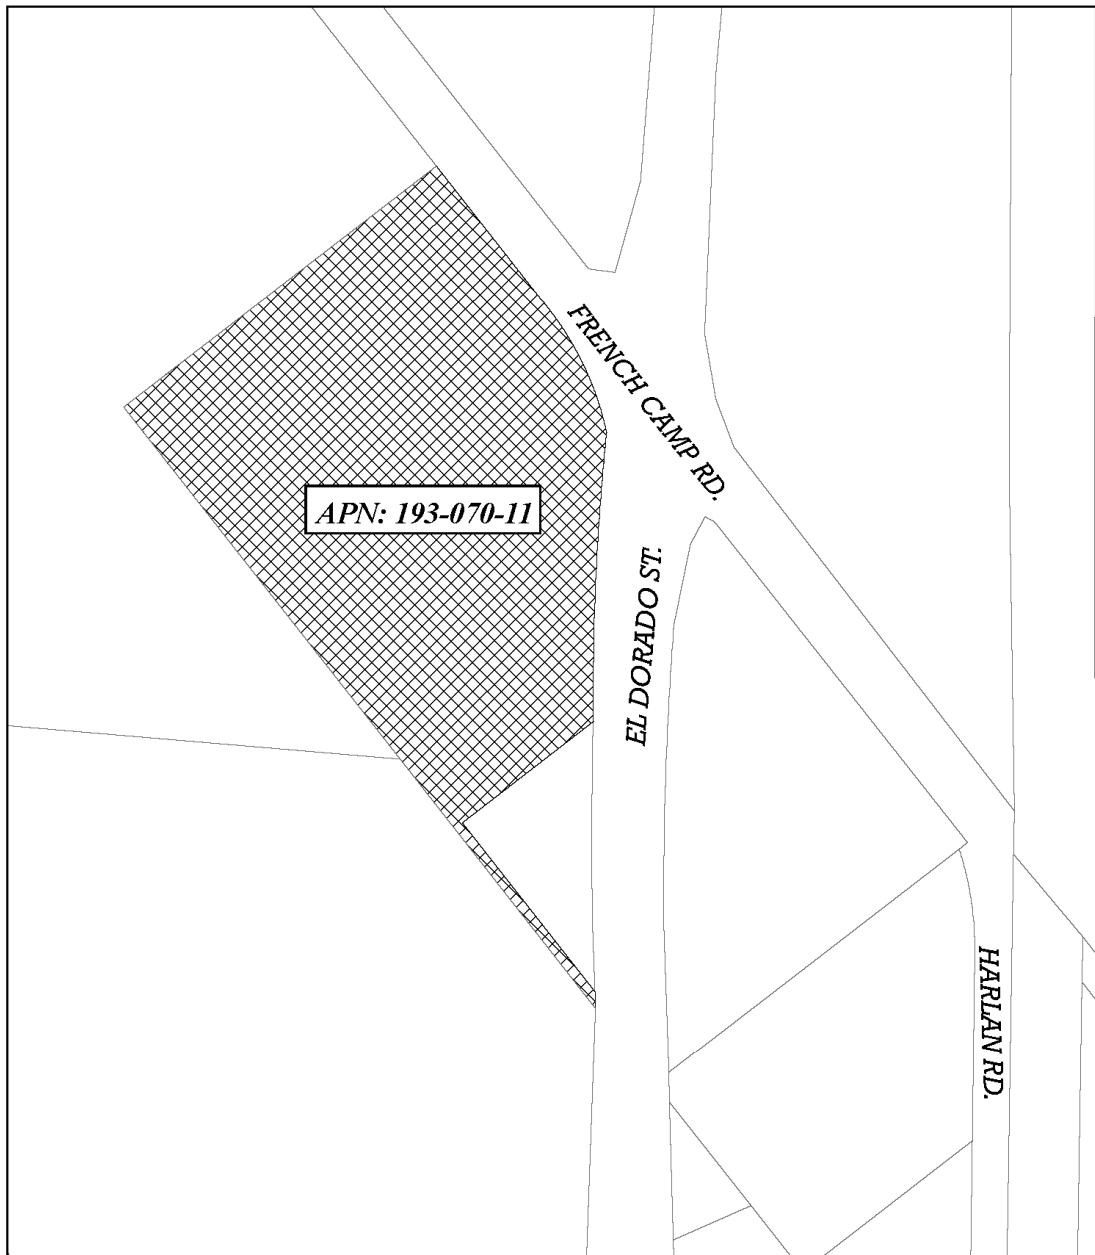 FRENCH CAMP RD.
APN: 193-070-11
EL DORADO ST.
HARLAN RD.